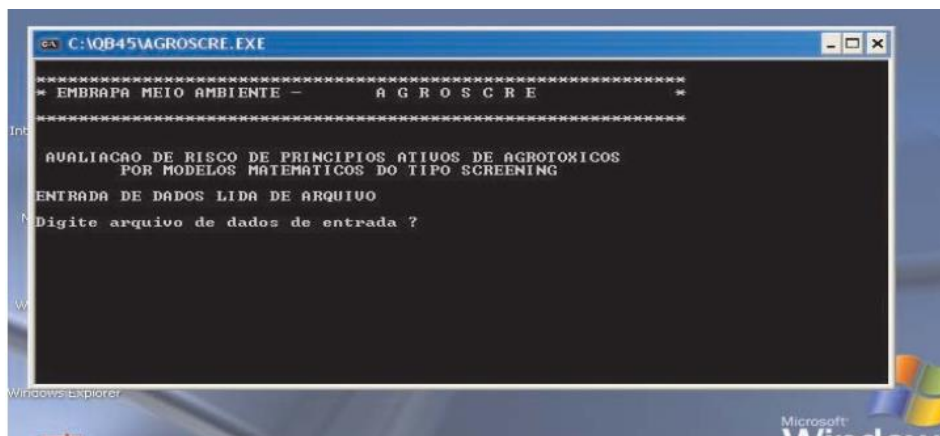 C:\QB45\AGROSCRE.EXE
*************************************************************
* EMBRAPA MEIO AMBIENTE - A G R O S C R E *
*************************************************************
AVALIACAO DE RISCO DE PRINCIPIOS ATIVOS DE AGROTOXICOS
POR MODELOS MATEMATICOS DO TIPO SCREENING
ENTRADA DE DADOS LIDA DE ARQUIVO
Digite arquivo de dados de entrada ?
Windows Explorer
Microsoft